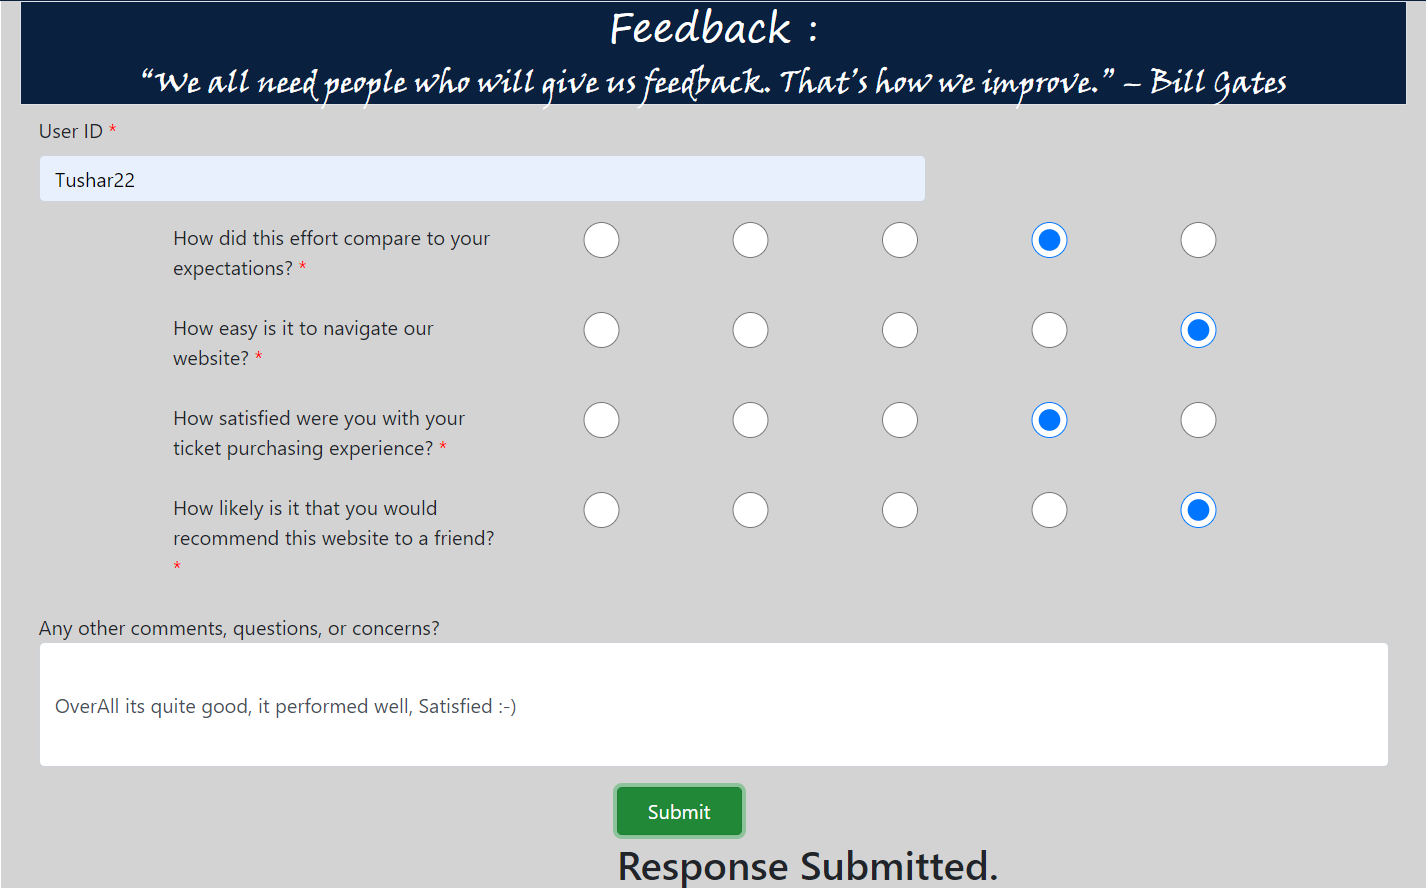 Feedback :
“We all need people who will give us feedback. That’s how we improve.” – Bill Gates
User ID *
Tushar22
How did this effort compare to your
expectations? *
How easy is it to navigate our
website? *
How satisfied were you with your
ticket purchasing experience? *
How likely is it that you would
recommend this website to a friend?
*
Any other comments, questions, or concerns?
OverAll its quite good, it performed well, Satisfied :-)
Submit
Response Submitted.